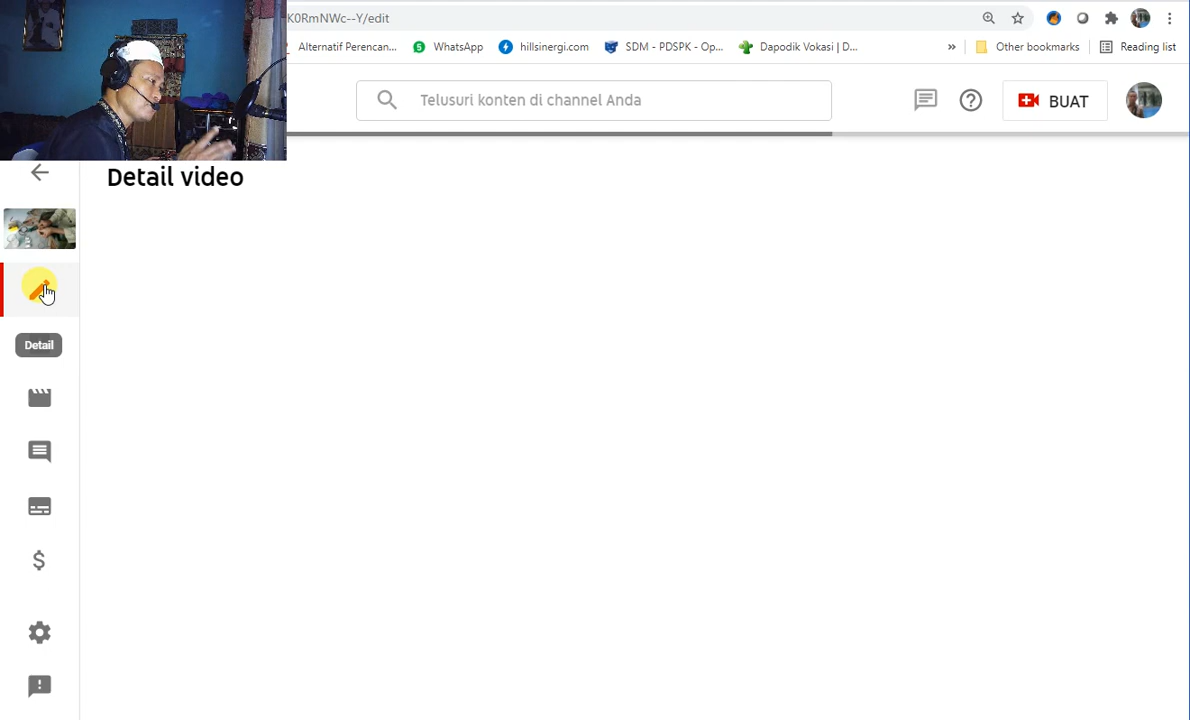 K0RmNWc--Y/edit
Alternatif Perencan...
5 WhatsApp
hillsinergi.com
SDM - PDSPK - Op...
Dapodik Vokasi | D...
»
Other bookmarks
Reading list
Telusuri konten di channel Anda
BUAT
Detail video
Detail